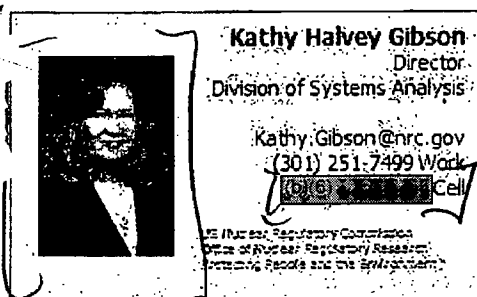 Kathy Halvey Gibson
Director
Division of Systems Analysis
Kathy.Gibson@nrc.gov
(301) 251-7499 Work
(b)(6) Cell
US Nuclear Regulatory Commission
Office of Nuclear Regulatory Research
Protecting People and the Environment